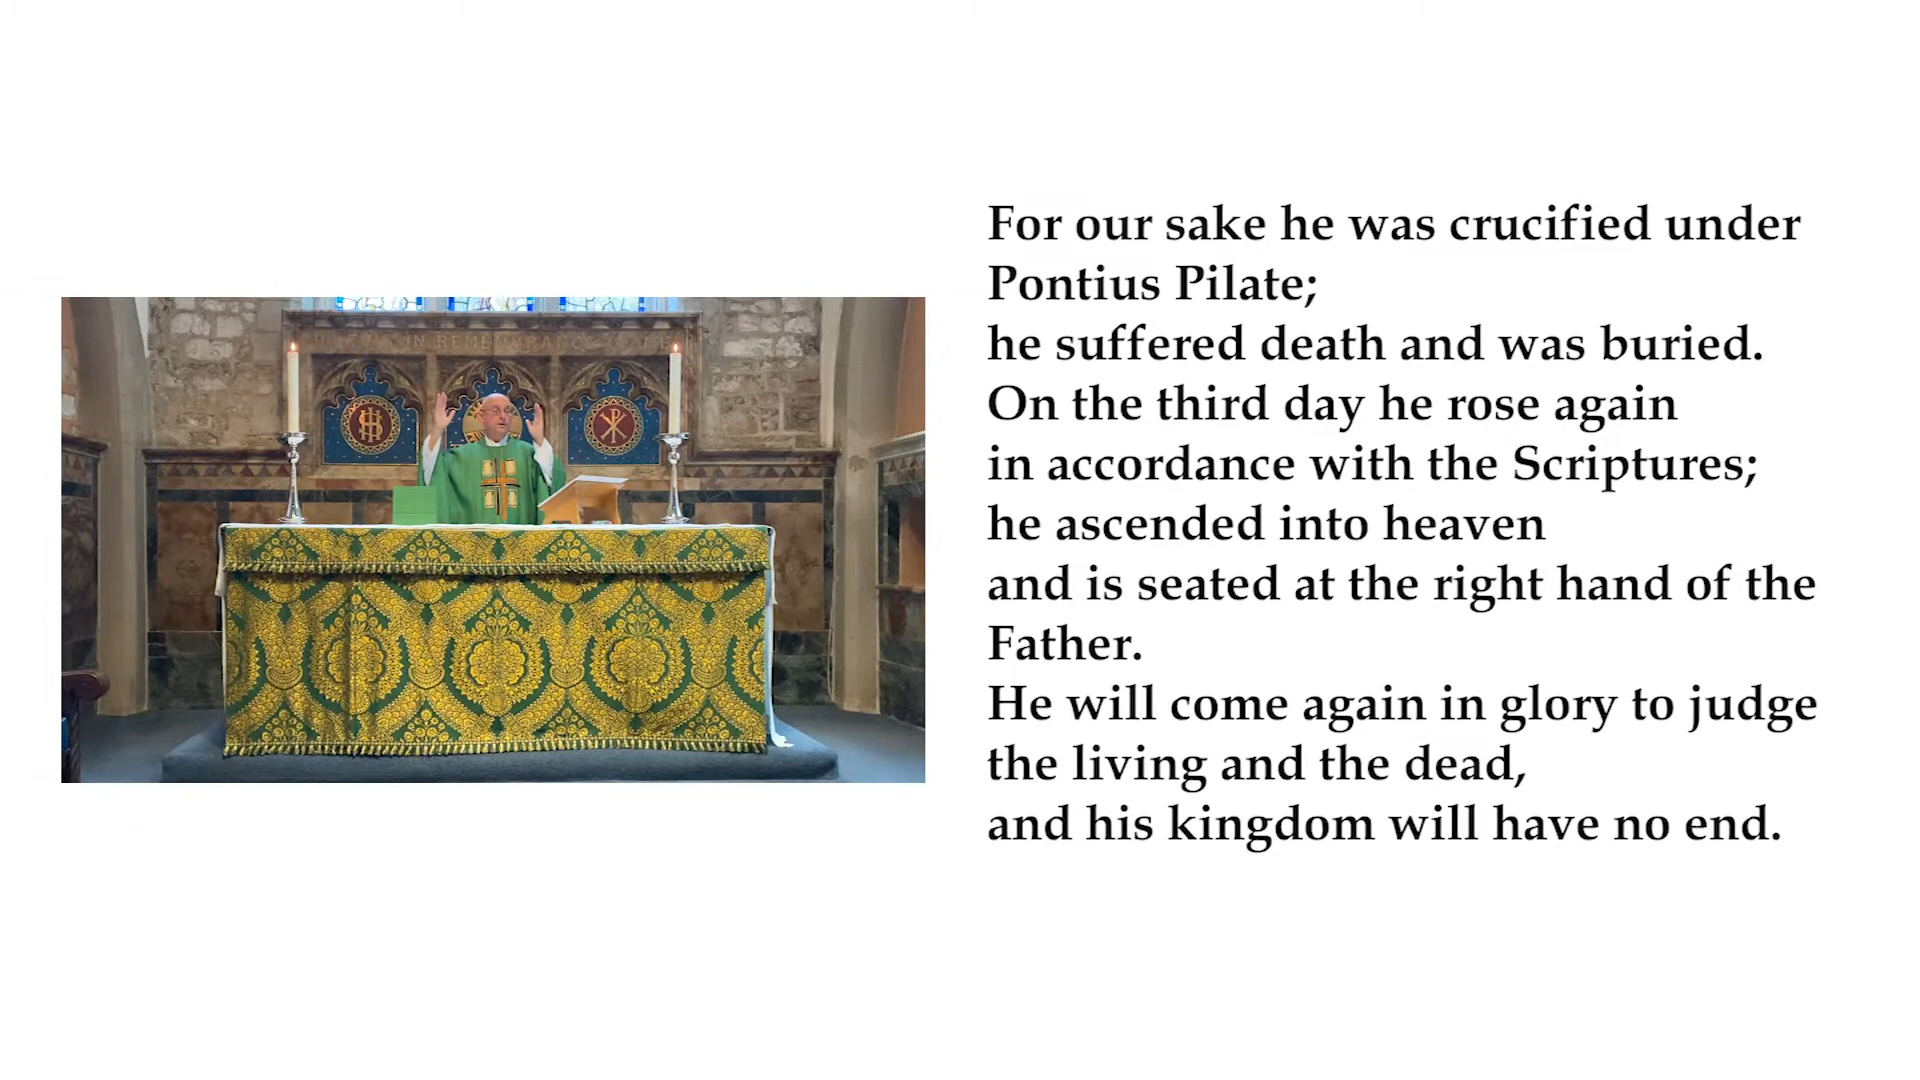 IN REMEMBRANCE
For our sake he was crucified under
Pontius Pilate;
he suffered death and was buried.
On the third day he rose again
in accordance with the Scriptures;
he ascended into heaven
and is seated at the right hand of the
Father.
He will come again in glory to judge
the living and the dead,
and his kingdom will have no end.